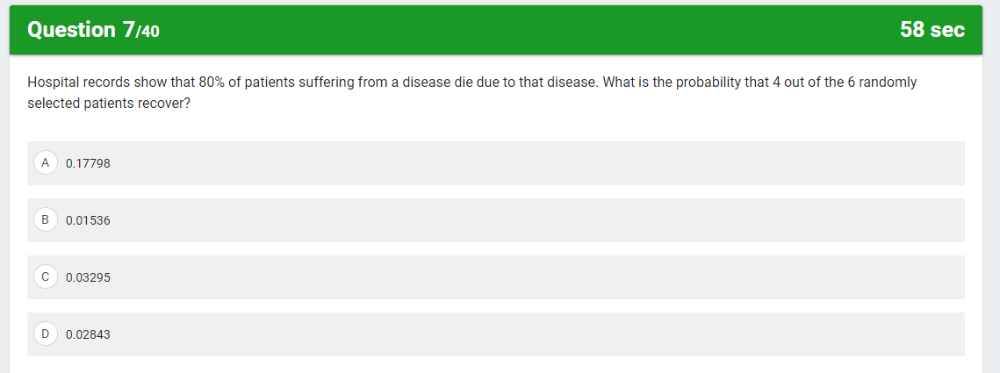 Question 7/40
58 sec
Hospital records show that 80% of patients suffering from a disease die due to that disease. What is the probability that 4 out of the 6 randomly
selected patients recover?
A 0.17798
B 0.01536
C 0.03295
D 0.02843